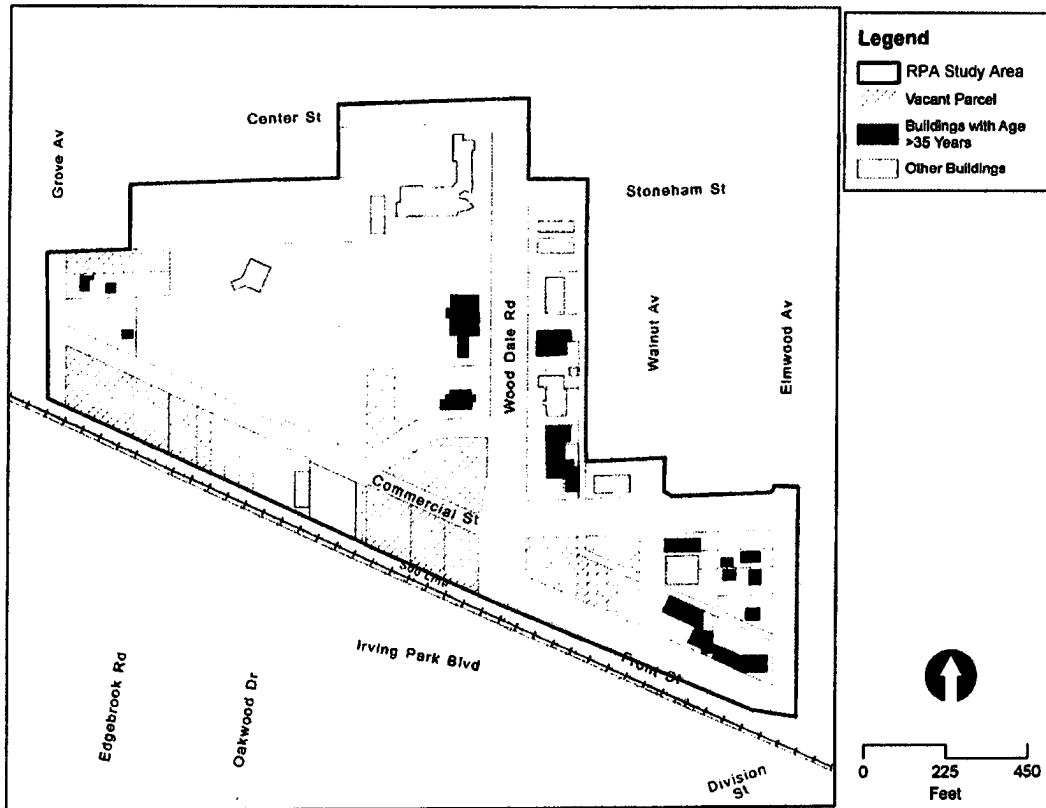 Legend
RPA Study Area
Vacant Parcel
Buildings with Age
>35 Years
Other Buildings
Center St
Grove Av
Stoneham St
Wood Dale Rd
Walnut Av
Elmwood Av
Commercial St
Soo Line
Front St
Irving Park Blvd
Edgebrook Rd
Oakwood Dr
Division
St
0 225 450
Feet